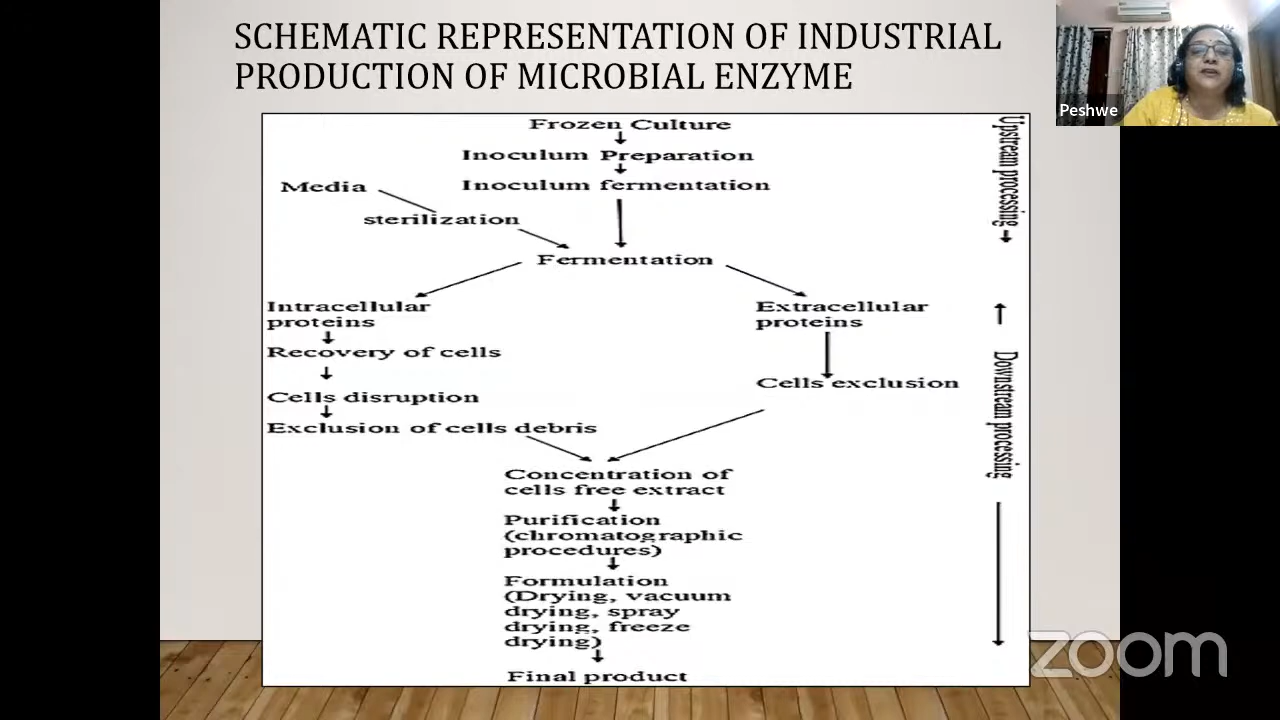 SCHEMATIC REPRESENTATION OF INDUSTRIAL
PRODUCTION OF MICROBIAL ENZYME
Peshwe
Frozen Culture
Inoculum Preparation
Inoculum fermentation
Media
sterilization
Fermentation
Upstream processing
Intracellular
proteins
Recovery of cells
Cells disruption
Exclusion of cells debris
Extracellular
proteins
Cells exclusion
Downstream processing
Concentration of
cells free extract
Purification
(chromatographic
procedures)
Formulation
(Drying, vacuum
drying, spray
drying, freeze
drying)
Final product
zoom